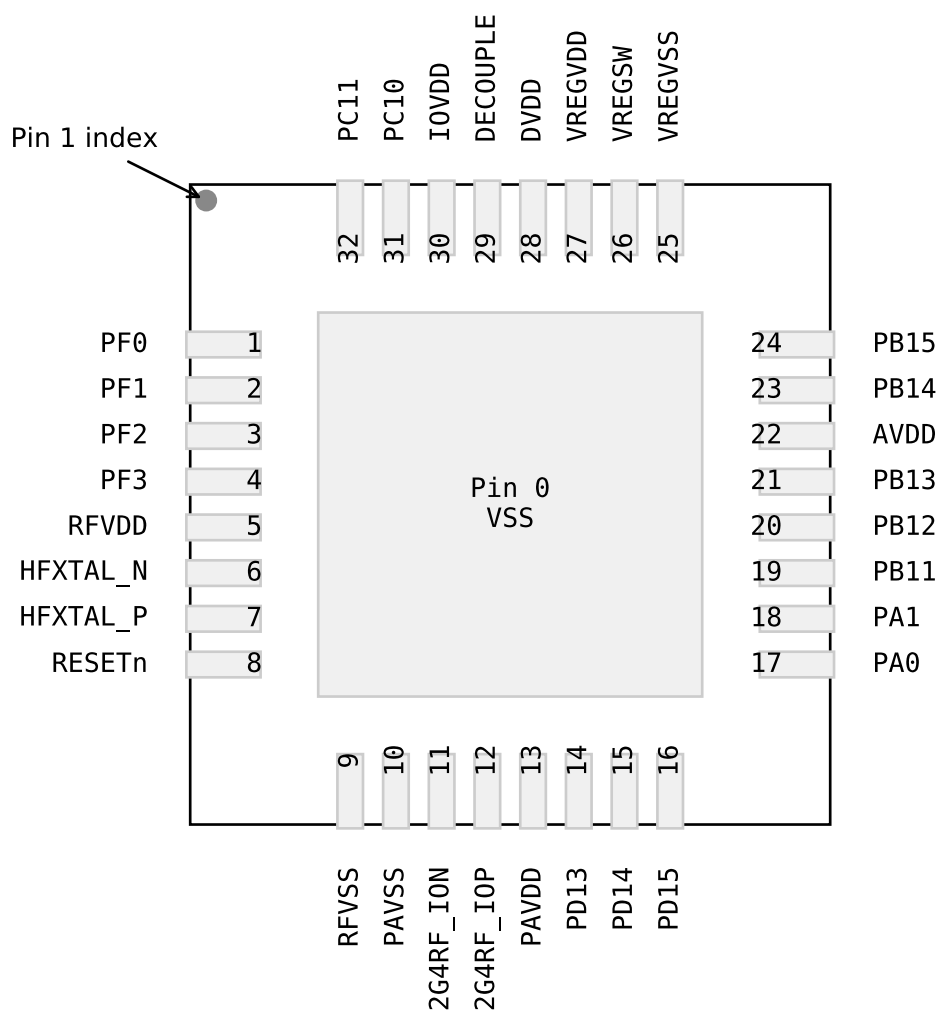 PC11
PC10
IOVDD
DECOUPLE
DVDD
VREGVDD
VREGSW
VREGVSS
Pin 1 index
32
31
30
29
28
27
26
25
PF0 1
PF1 2
PF2 3
PF3 4
RFVDD 5
HFXTAL_N 6
HFXTAL_P 7
RESETn 8
Pin 0
VSS
24 PB15
23 PB14
22 AVDD
21 PB13
20 PB12
19 PB11
18 PA1
17 PA0
9
10
11
12
13
14
15
16
RFVSS
PAVSS
2G4RF_ION
2G4RF_IOP
PAVDD
PD13
PD14
PD15